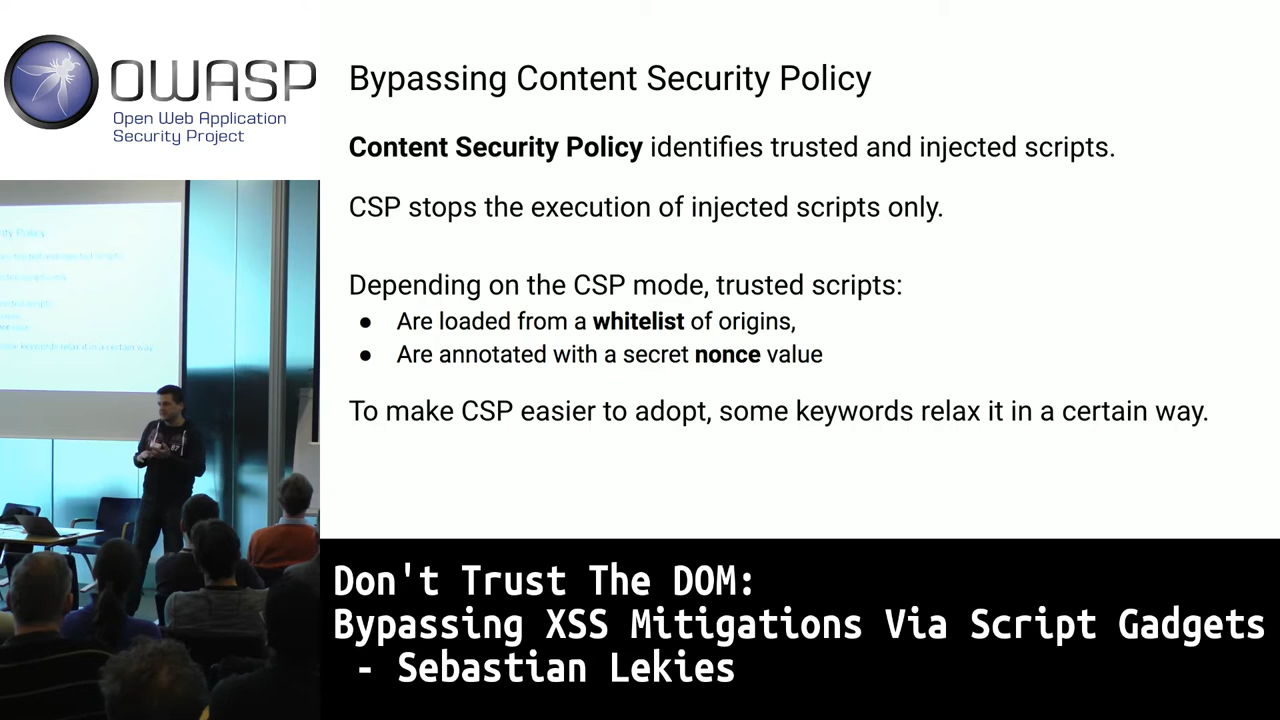 OWASP
Open Web Application
Security Project
Bypassing Content Security Policy
Content Security Policy identifies trusted and injected scripts.
CSP stops the execution of injected scripts only.
Depending on the CSP mode, trusted scripts:
● Are loaded from a whitelist of origins,
● Are annotated with a secret nonce value
To make CSP easier to adopt, some keywords relax it in a certain way.
Don't Trust The DOM:
Bypassing XSS Mitigations Via Script Gadgets
- Sebastian Lekies